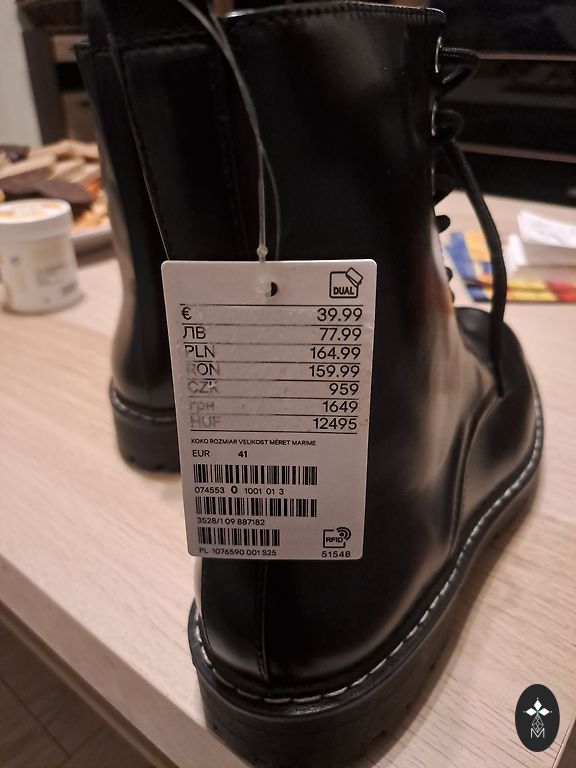 DUAL
€ 39.99
ЛВ 77.99
PLN 164.99
RON 159.99
CZK 959
грн 1649
HUF 12495
KOKO ROZMIAR VELIKOST MÉRET MARIME
EUR 41
074553 0 1001 01 3
3528/1 09 887182
RFID
PL 1076590 001 S25 51546
M